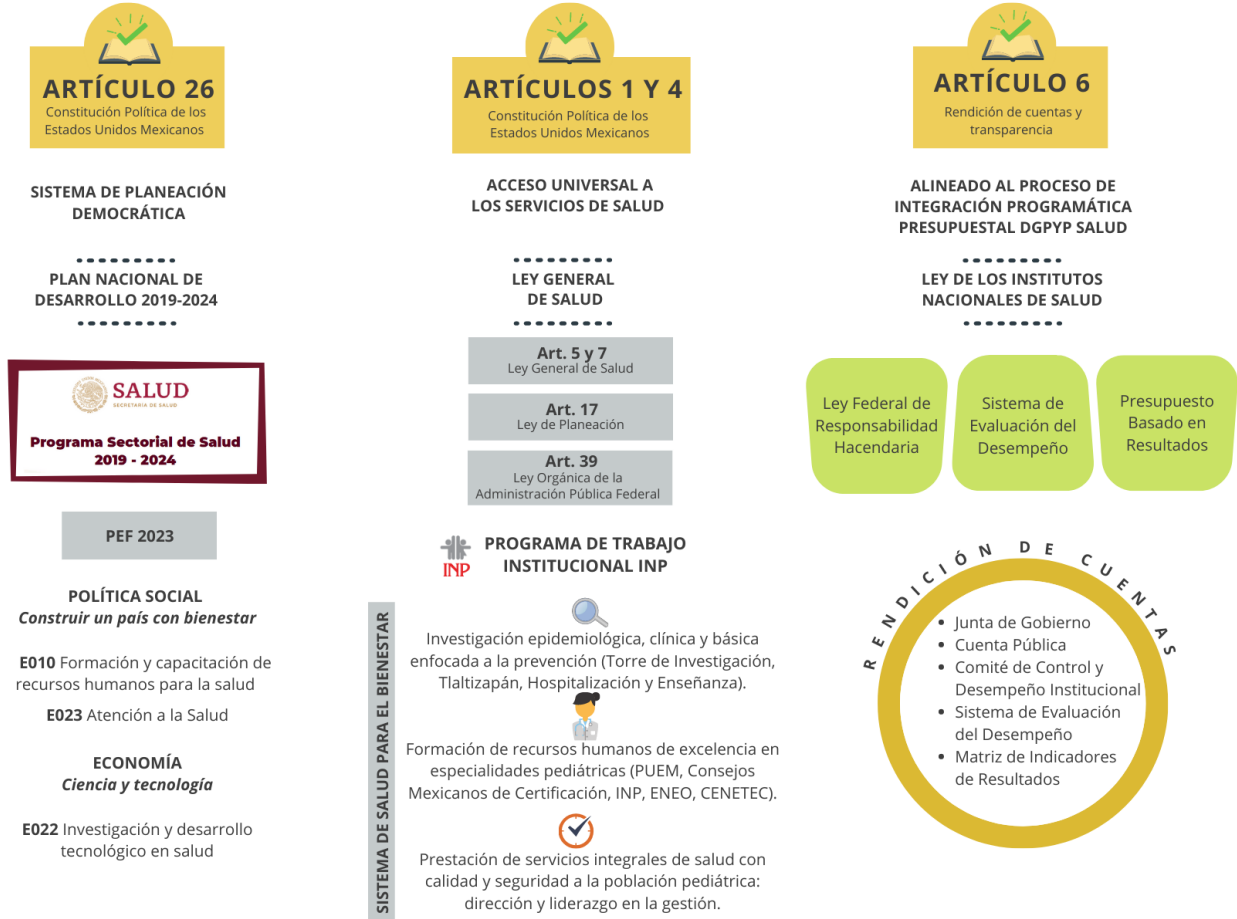 ARTÍCULO 26
Constitución Política de los
Estados Unidos Mexicanos
SISTEMA DE PLANEACIÓN
DEMOCRÁTICA
PLAN NACIONAL DE
DESARROLLO 2019-2024
SALUD
SECRETARÍA DE SALUD
Programa Sectorial de Salud
2019 - 2024
PEF 2023
POLÍTICA SOCIAL
Construir un país con bienestar
E010 Formación y capacitación de
recursos humanos para la salud
E023 Atención a la Salud
ECONOMÍA
Ciencia y tecnología
E022 Investigación y desarrollo
tecnológico en salud
ARTÍCULOS 1 Y 4
Constitución Política de los
Estados Unidos Mexicanos
ACCESO UNIVERSAL A
LOS SERVICIOS DE SALUD
LEY GENERAL
DE SALUD
Art. 5 y 7
Ley General de Salud
Art. 17
Ley de Planeación
Art. 39
Ley Orgánica de la
Administración Pública Federal
INP
PROGRAMA DE TRABAJO
INSTITUCIONAL INP
SISTEMA DE SALUD PARA EL BIENESTAR
Investigación epidemiológica, clínica y básica
enfocada a la prevención (Torre de Investigación,
Tlaltizapán, Hospitalización y Enseñanza).
Formación de recursos humanos de excelencia en
especialidades pediátricas (PUEM, Consejos
Mexicanos de Certificación, INP, ENEO, CENETEC).
Prestación de servicios integrales de salud con
calidad y seguridad a la población pediátrica:
dirección y liderazgo en la gestión.
ARTÍCULO 6
Rendición de cuentas y
transparencia
ALINEADO AL PROCESO DE
INTEGRACIÓN PROGRAMÁTICA
PRESUPUESTAL DGPYP SALUD
LEY DE LOS INSTITUTOS
NACIONALES DE SALUD
Ley Federal de
Responsabilidad
Hacendaria
Sistema de
Evaluación del
Desempeño
Presupuesto
Basado en
Resultados
RENDICIÓN DE CUENTAS
• Junta de Gobierno
• Cuenta Pública
• Comité de Control y
Desempeño Institucional
• Sistema de Evaluación
del Desempeño
• Matriz de Indicadores
de Resultados